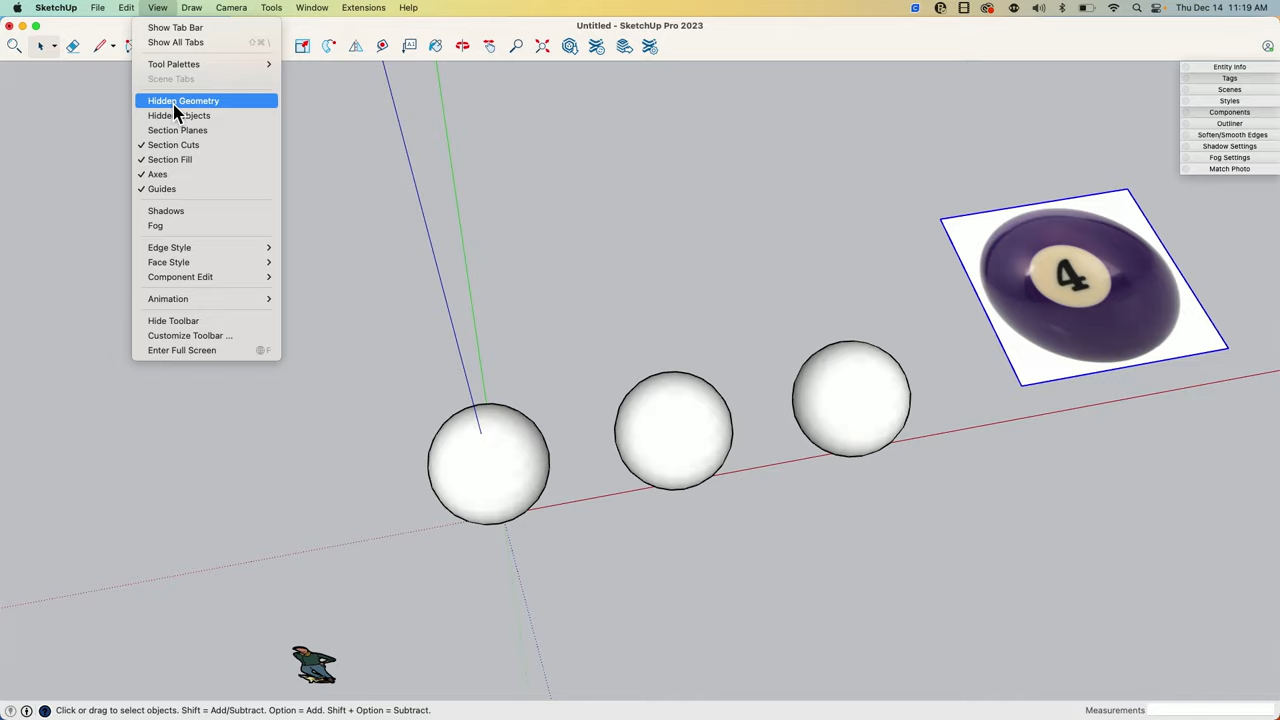 SketchUp File Edit View Draw Camera Tools Window Extensions Help Thu Dec 14 11:19 AM
Untitled - SketchUp Pro 2023
Show Tab Bar
Show All Tabs
Tool Palettes
Scene Tabs
Hidden Geometry
Hidden Objects
Section Planes
Section Cuts
Section Fill
Axes
Guides
Shadows
Fog
Edge Style
Face Style
Component Edit
Animation
Hide Toolbar
Customize Toolbar ...
Enter Full Screen F
Entity Info
Tags
Scenes
Styles
Components
Outliner
Soften/Smooth Edges
Shadow Settings
Fog Settings
Match Photo
4
Click or drag to select objects. Shift = Add/Subtract. Option = Add. Shift + Option = Subtract. Measurements